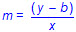 m = (y − b) / x